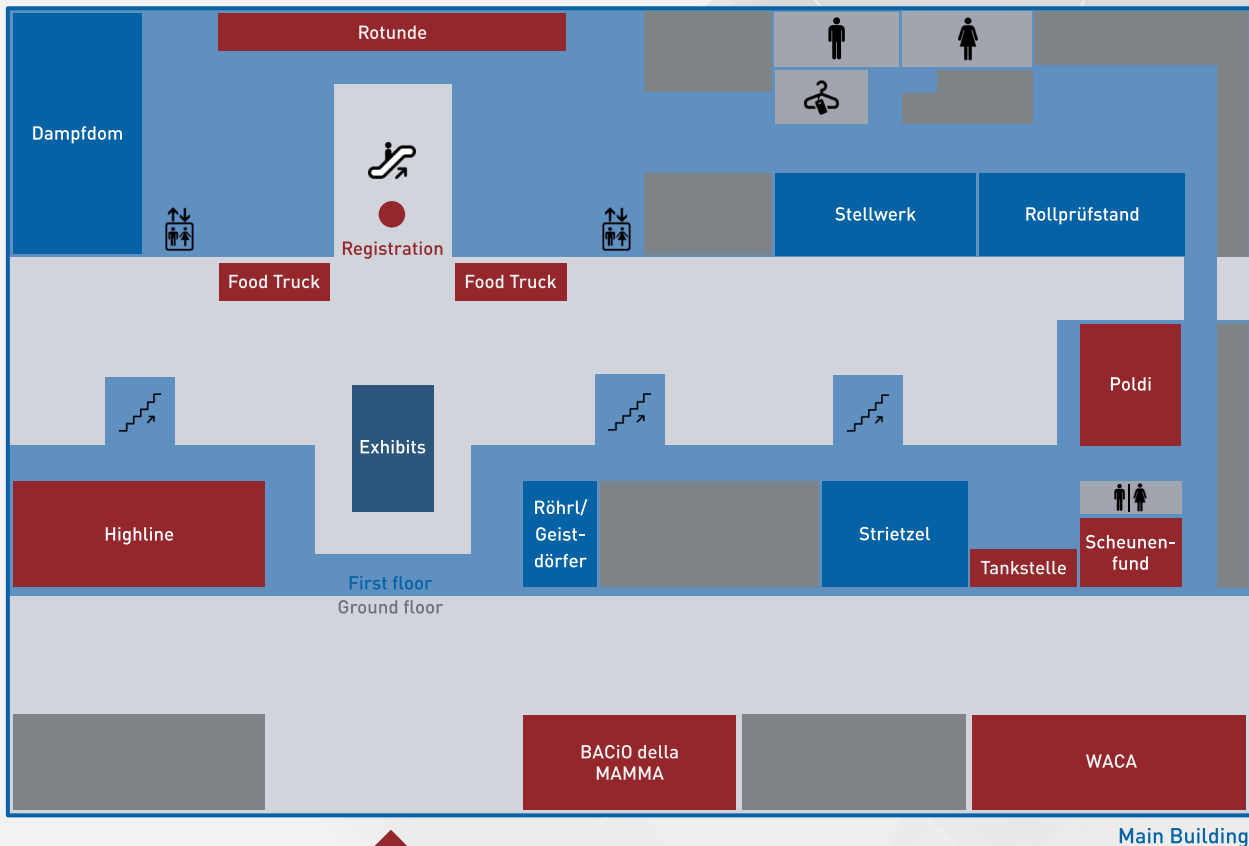 Rotunde
Dampfdom
Stellwerk
Rollprüfstand
Registration
Food Truck
Food Truck
Poldi
Exhibits
Highline
Röhrl/
Geist-
dörfer
Strietzel
Tankstelle
Scheunen-
fund
First floor
Ground floor
BACiO della
MAMMA
WACA
Main Building